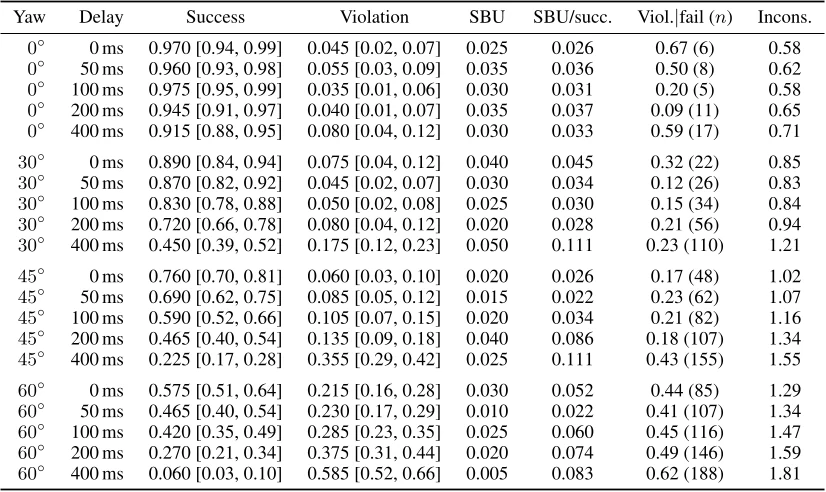 Yaw Delay Success Violation SBU SBU/succ. Viol.|fail (n) Incons.
0° 0 ms 0.970 [0.94, 0.99] 0.045 [0.02, 0.07] 0.025 0.026 0.67 (6) 0.58
0° 50 ms 0.960 [0.93, 0.98] 0.055 [0.03, 0.09] 0.035 0.036 0.50 (8) 0.62
0° 100 ms 0.975 [0.95, 0.99] 0.035 [0.01, 0.06] 0.030 0.031 0.20 (5) 0.58
0° 200 ms 0.945 [0.91, 0.97] 0.040 [0.01, 0.07] 0.035 0.037 0.09 (11) 0.65
0° 400 ms 0.915 [0.88, 0.95] 0.080 [0.04, 0.12] 0.030 0.033 0.59 (17) 0.71
30° 0 ms 0.890 [0.84, 0.94] 0.075 [0.04, 0.12] 0.040 0.045 0.32 (22) 0.85
30° 50 ms 0.870 [0.82, 0.92] 0.045 [0.02, 0.07] 0.030 0.034 0.12 (26) 0.83
30° 100 ms 0.830 [0.78, 0.88] 0.050 [0.02, 0.08] 0.025 0.030 0.15 (34) 0.84
30° 200 ms 0.720 [0.66, 0.78] 0.080 [0.04, 0.12] 0.020 0.028 0.21 (56) 0.94
30° 400 ms 0.450 [0.39, 0.52] 0.175 [0.12, 0.23] 0.050 0.111 0.23 (110) 1.21
45° 0 ms 0.760 [0.70, 0.81] 0.060 [0.03, 0.10] 0.020 0.026 0.17 (48) 1.02
45° 50 ms 0.690 [0.62, 0.75] 0.085 [0.05, 0.12] 0.015 0.022 0.23 (62) 1.07
45° 100 ms 0.590 [0.52, 0.66] 0.105 [0.07, 0.15] 0.020 0.034 0.21 (82) 1.16
45° 200 ms 0.465 [0.40, 0.54] 0.135 [0.09, 0.18] 0.040 0.086 0.18 (107) 1.34
45° 400 ms 0.225 [0.17, 0.28] 0.355 [0.29, 0.42] 0.025 0.111 0.43 (155) 1.55
60° 0 ms 0.575 [0.51, 0.64] 0.215 [0.16, 0.28] 0.030 0.052 0.44 (85) 1.29
60° 50 ms 0.465 [0.40, 0.54] 0.230 [0.17, 0.29] 0.010 0.022 0.41 (107) 1.34
60° 100 ms 0.420 [0.35, 0.49] 0.285 [0.23, 0.35] 0.025 0.060 0.45 (116) 1.47
60° 200 ms 0.270 [0.21, 0.34] 0.375 [0.31, 0.44] 0.020 0.074 0.49 (146) 1.59
60° 400 ms 0.060 [0.03, 0.10] 0.585 [0.52, 0.66] 0.005 0.083 0.62 (188) 1.81